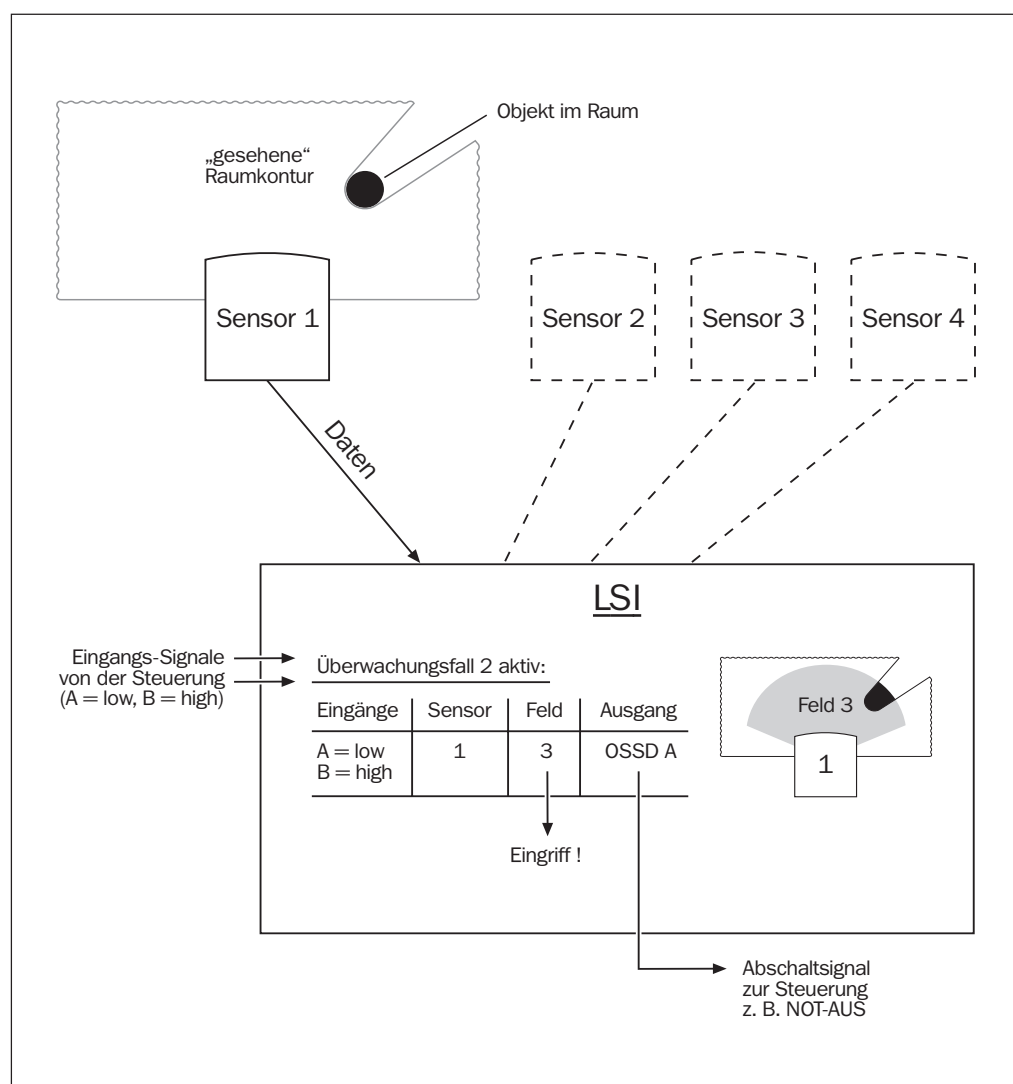 Objekt im Raum
„gesehene“
Raumkontur
Sensor 1
Sensor 2
Sensor 3
Sensor 4
Daten
LSI
Eingangs-Signale
von der Steuerung
(A = low, B = high)
Überwachungsfall 2 aktiv:
Eingänge Sensor Feld Ausgang
A = low 1 3 OSSD A
B = high
Eingriff !
Feld 3
1
Abschaltsignal
zur Steuerung
z. B. NOT-AUS